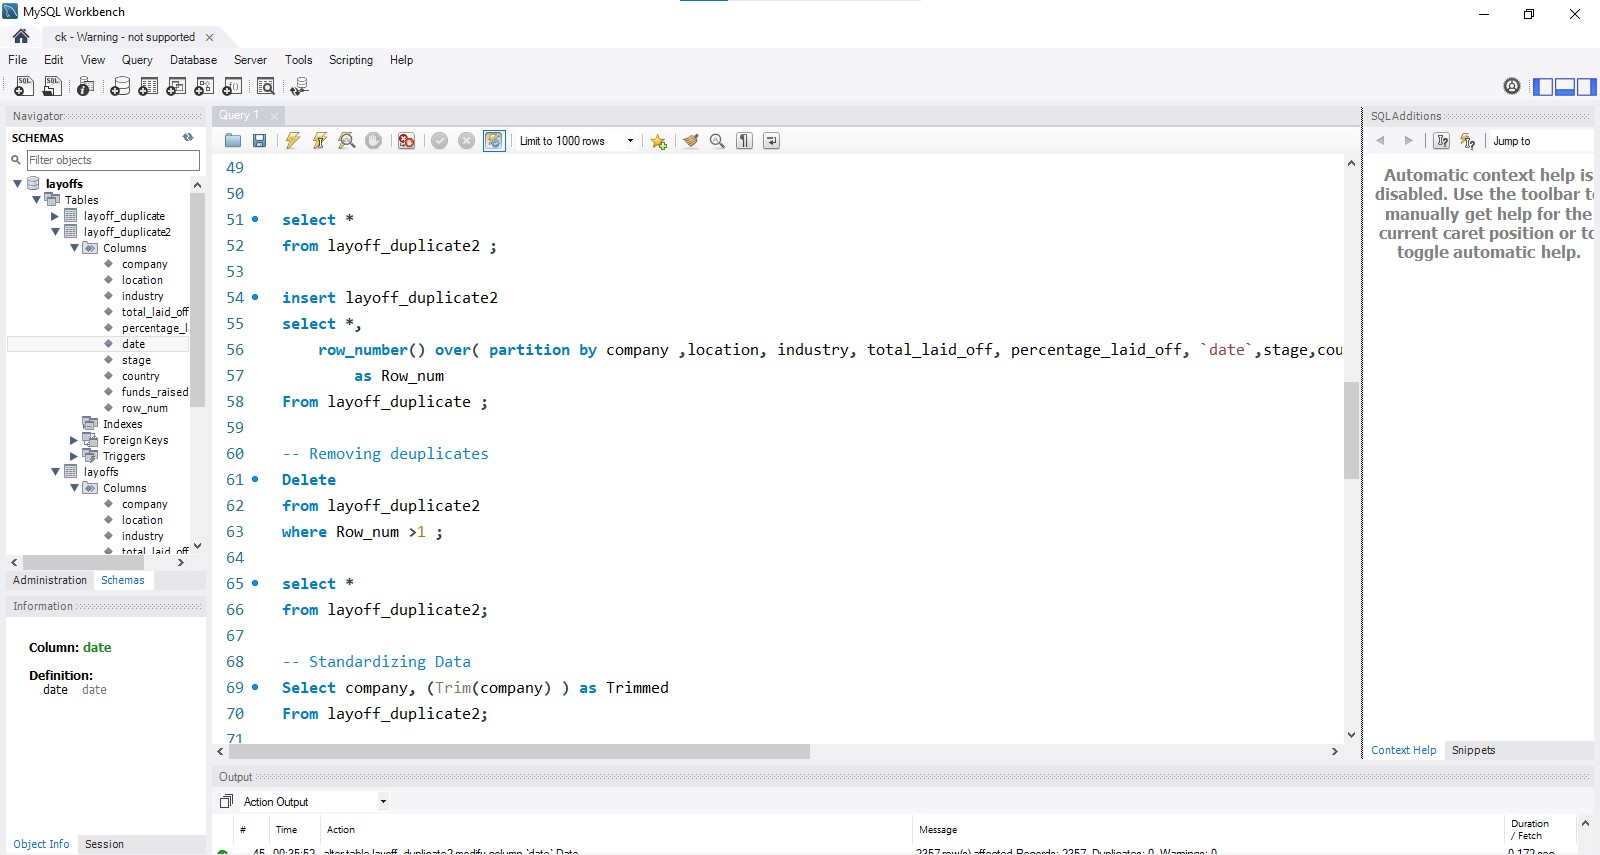 MySQL Workbench
ck - Warning - not supported
File Edit View Query Database Server Tools Scripting Help
Navigator
SCHEMAS
Filter objects
layoffs
Tables
layoff_duplicate
layoff_duplicate2
Columns
company
location
industry
total_laid_off
percentage_l
date
stage
country
funds_raised
row_num
Indexes
Foreign Keys
Triggers
layoffs
Columns
company
location
industry
total_laid_off
Administration Schemas
Information
Column: date
Definition:
date date
Object Info Session
Query 1
Limit to 1000 rows
49
50
51 select *
52 from layoff_duplicate2 ;
53
54 insert layoff_duplicate2
55 select *,
56 row_number() over( partition by company ,location, industry, total_laid_off, percentage_laid_off, `date`,stage,cou
57 as Row_num
58 From layoff_duplicate ;
59
60 -- Removing deuplicates
61 Delete
62 from layoff_duplicate2
63 where Row_num >1 ;
64
65 select *
66 from layoff_duplicate2;
67
68 -- Standardizing Data
69 Select company, (Trim(company) ) as Trimmed
70 From layoff_duplicate2;
71
SQLAdditions
Jump to
Automatic context help is
disabled. Use the toolbar to
manually get help for the
current caret position or to
toggle automatic help.
Context Help Snippets
Output
Action Output
# Time Action Message Duration / Fetch
45 00:35:52 alter table layoff_duplicate2 modify column `date` Date 2357 row(s) affected Records: 2357 Duplicates: 0 Warnings: 0 0.172 sec